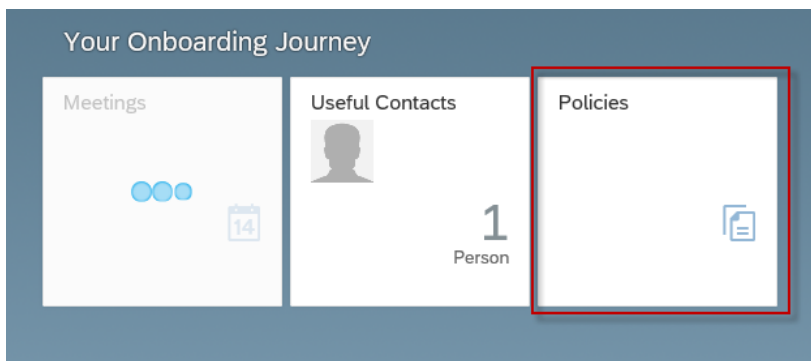 Your Onboarding Journey
Meetings
14
Useful Contacts
1
Person
Policies